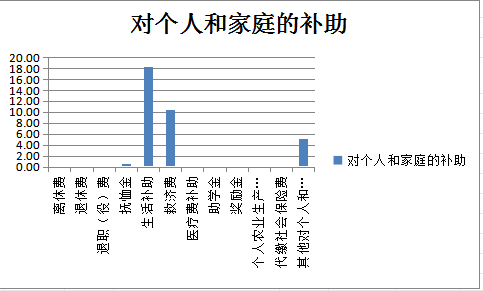 对个人和家庭的补助
20.00
18.00
16.00
14.00
12.00
10.00
8.00
6.00
4.00
2.00
0.00
离休费
退休费
退职（役）费
抚恤金
生活补助
救济费
医疗费补助
助学金
奖励金
个人农业生产…
代缴社会保险费
其他对个人和…
对个人和家庭的补助